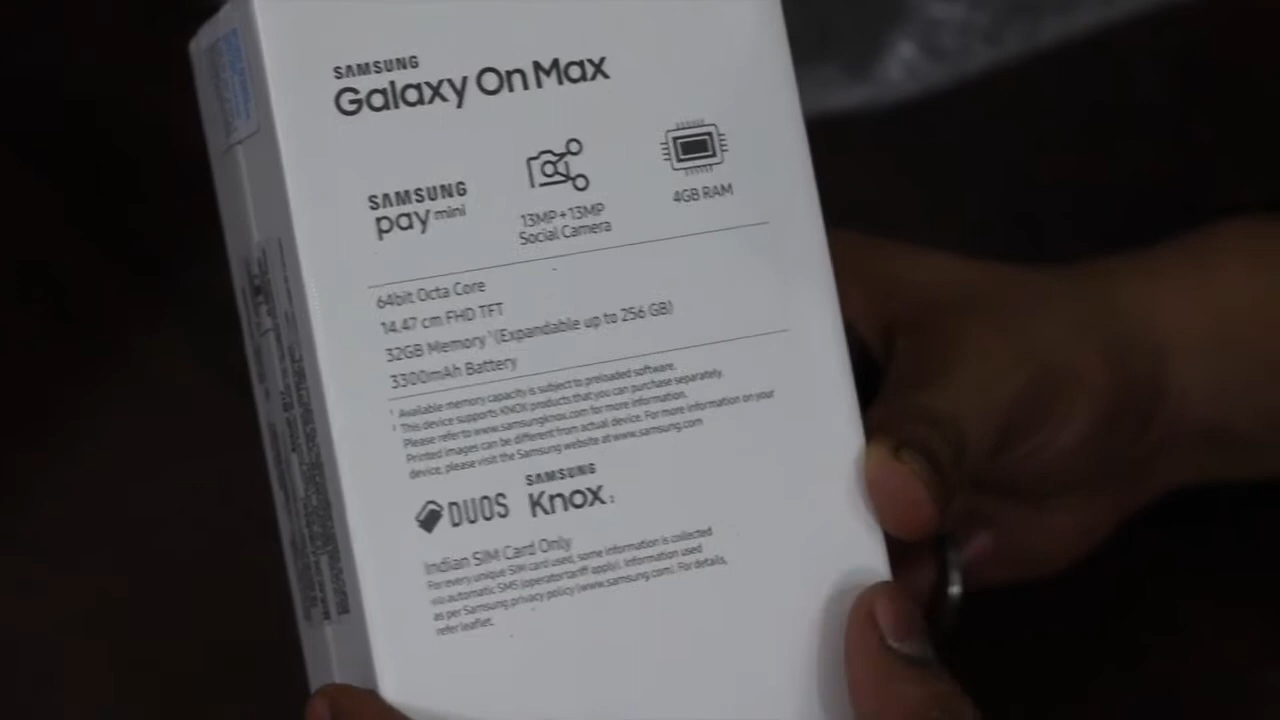 SAMSUNG
Galaxy On Max
SAMSUNG
pay mini
13MP+13MP
Social Camera
4GB RAM
64bit Octa Core
14.47 cm FHD TFT
32GB Memory ¹(Expandable up to 256 GB)
3300mAh Battery
¹ Available memory capacity is subject to preloaded software.
² This device supports KNOX products that you can purchase separately.
Please refer to www.samsungknox.com for more information.
Printed images can be different from actual device. For more information on your
device, please visit the Samsung website at www.samsung.com
DUOS
SAMSUNG
Knox 2
Indian SIM Card Only
For every unique SIM card used, some information is collected
via automatic SMS (operator tariff apply). Information used
as per Samsung privacy policy (www.samsung.com). For details,
refer leaflet.